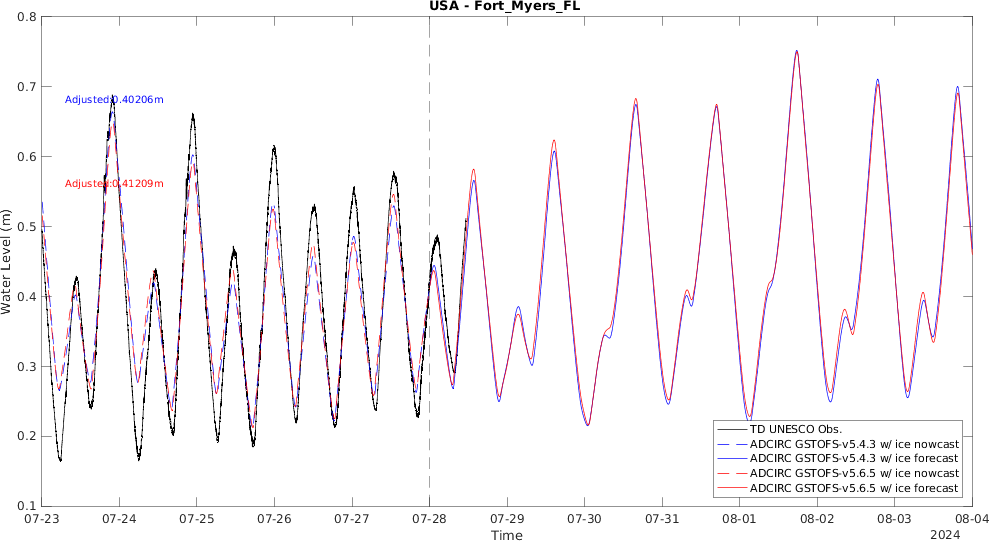 USA - Fort_Myers_FL
Water Level (m)
0.8
0.7
0.6
0.5
0.4
0.3
0.2
0.1
Adjusted:0.40206m
Adjusted:0.41209m
TD UNESCO Obs.
ADCIRC GSTOFS-v5.4.3 w/ ice nowcast
ADCIRC GSTOFS-v5.4.3 w/ ice forecast
ADCIRC GSTOFS-v5.6.5 w/ ice nowcast
ADCIRC GSTOFS-v5.6.5 w/ ice forecast
07-23 07-24 07-25 07-26 07-27 07-28 07-29 07-30 07-31 08-01 08-02 08-03 08-04
Time
2024